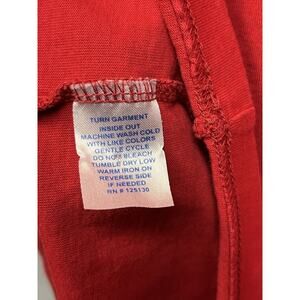 TURN GARMENT
INSIDE OUT
MACHINE WASH COLD
WITH LIKE COLORS
GENTLE CYCLE
DO NOT BLEACH
TUMBLE DRY LOW
WARM IRON ON
REVERSE SIDE
IF NEEDED
RN # 125130